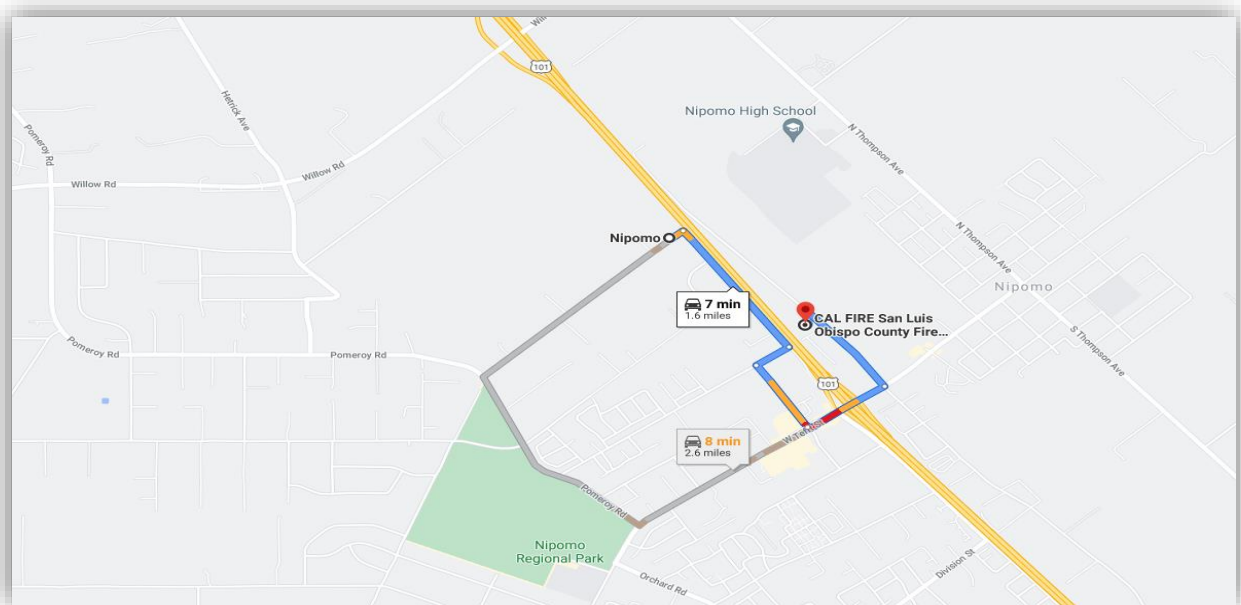 101
Nipomo High School
N Thompson Ave
Hetrick Ave
Pomeroy Rd
Willow Rd
Willow Rd
Nipomo
N Thompson Ave
Nipomo
7 min
1.6 miles
CAL FIRE San Luis
Obispo County Fire...
S Thompson Ave
Pomeroy Rd
Pomeroy Rd
101
8 min
2.6 miles
Pomeroy Rd
Nipomo
Regional Park
Orchard Rd
Division St